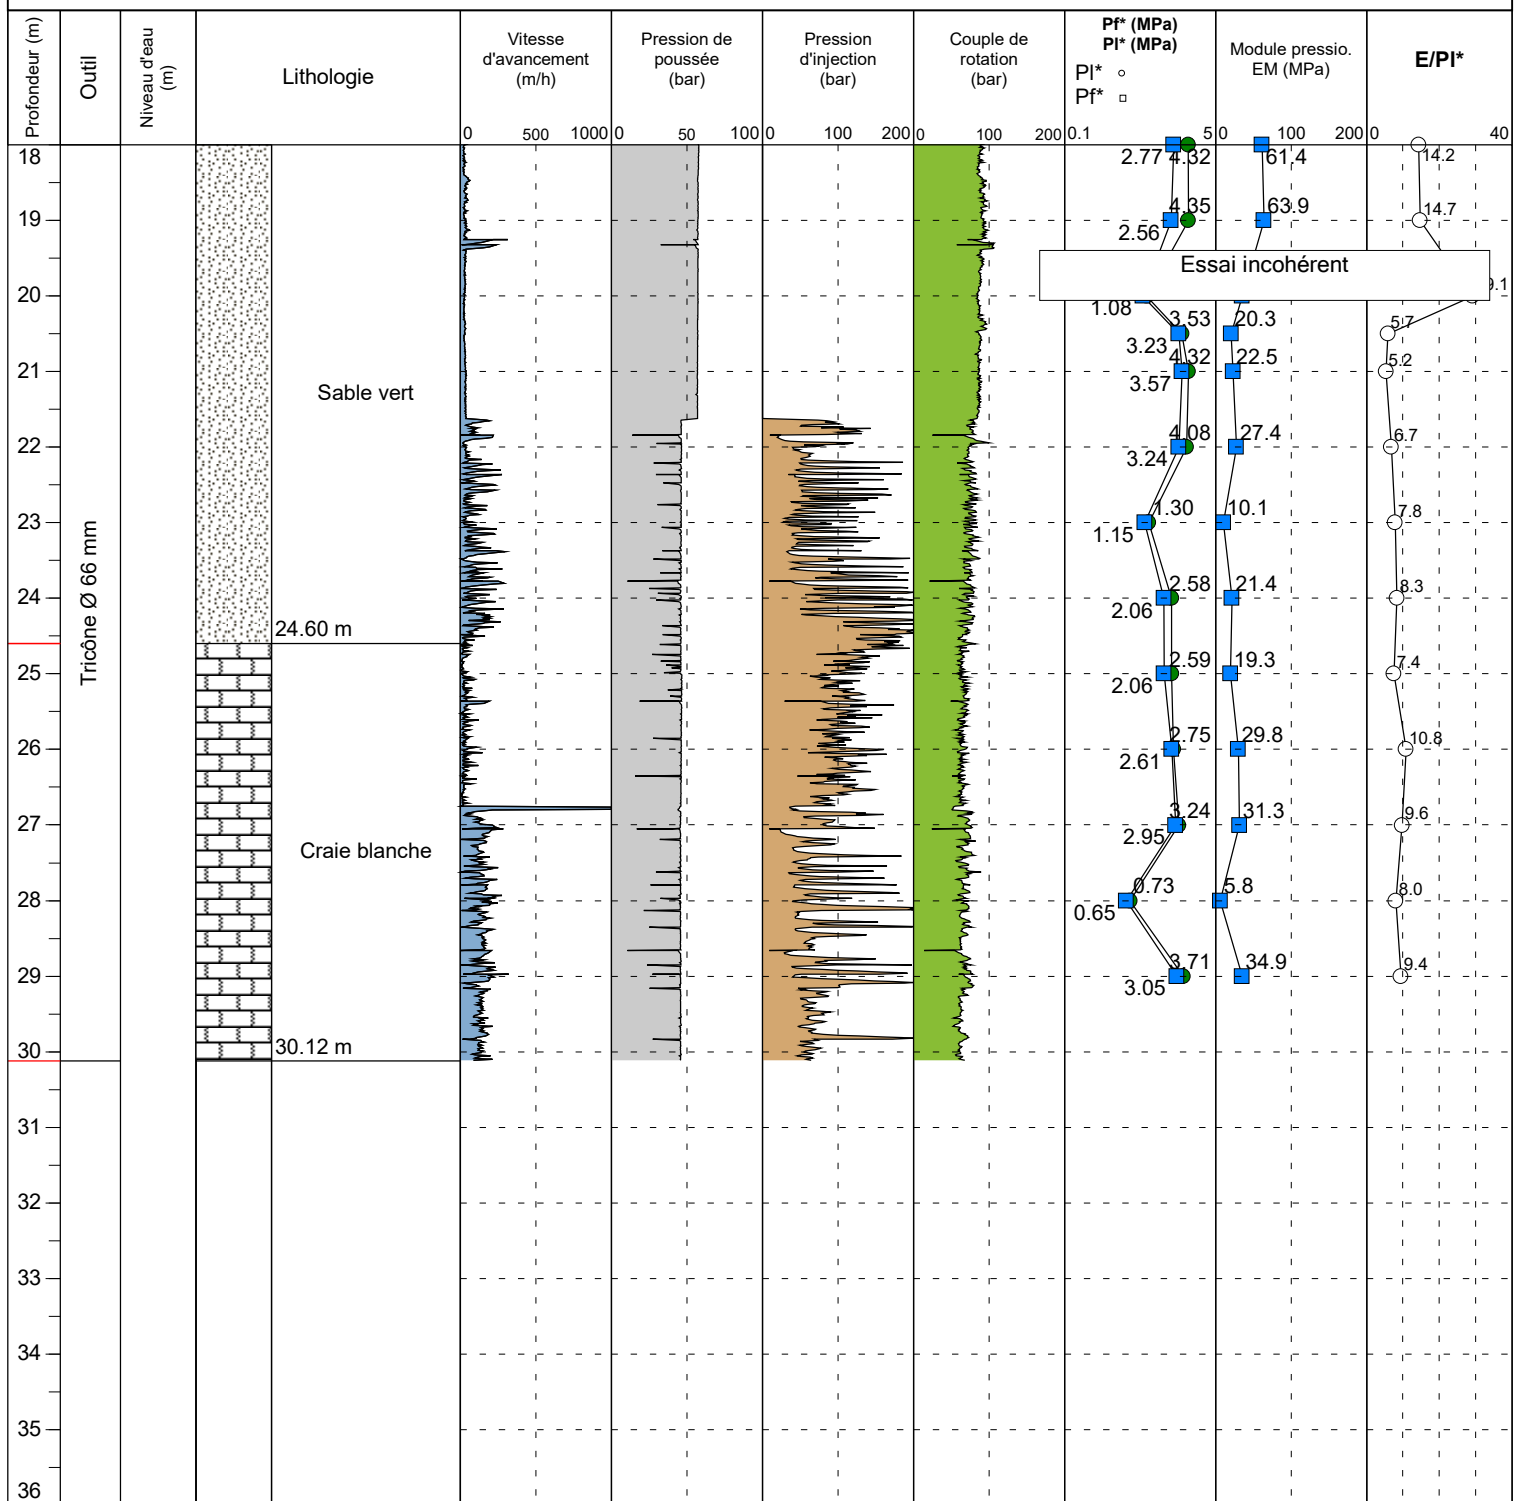 Profondeur (m)
Outil
Niveau d'eau
(m)
Lithologie
Vitesse
d'avancement
(m/h)
Pression de
poussée
(bar)
Pression
d'injection
(bar)
Couple de
rotation
(bar)
Pf* (MPa)
Pl* (MPa)
Pl*
Pf*
Module pressio.
EM (MPa)
E/Pl*
0 500 1000
0 50 100
0 100 200
0 100 200
0.1 5
0 100 200
0 40
18
2.77 4.32 61.4 14.2
19
4.35 63.9 14.7
2.56
Essai incohérent
20
1.08
3.53 20.3 5.7
3.23
21
4.32 22.5 5.2
3.57
Sable vert
22
4.08 27.4 6.7
3.24
23
1.30 10.1 7.8
1.15
Tricône Ø 66 mm
24
2.58 21.4 8.3
2.06
24.60 m
25
2.59 19.3 7.4
2.06
26
2.75 29.8 10.8
2.61
27
3.24 31.3 9.6
2.95
Craie blanche
28
0.73 5.8 8.0
0.65
29
3.71 34.9 9.4
3.05
30
30.12 m
31
32
33
34
35
36